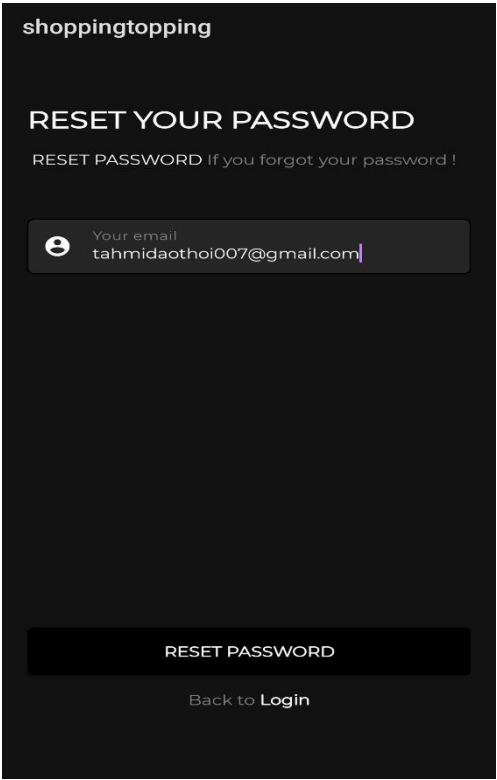 shoppingtopping
RESET YOUR PASSWORD
RESET PASSWORD If you forgot your password !
Your email
tahmidaothoi007@gmail.com
RESET PASSWORD
Back to Login